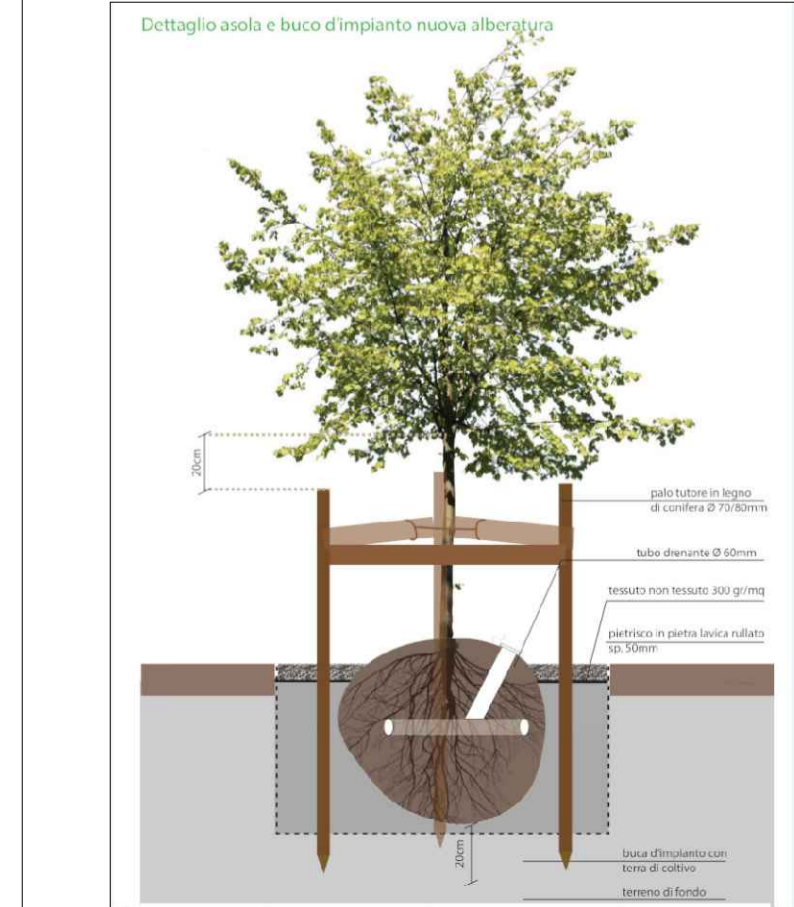 Dettaglio asola e buco d'impianto nuova alberatura
20cm
palo tutore in legno
di conifera Ø 70/80mm
tubo drenante Ø 60mm
tessuto non tessuto 300 gr/mq
pietrisco in pietra lavica rullato
sp. 50mm
20cm
buca d'impianto con
terra di coltivo
terreno di fondo